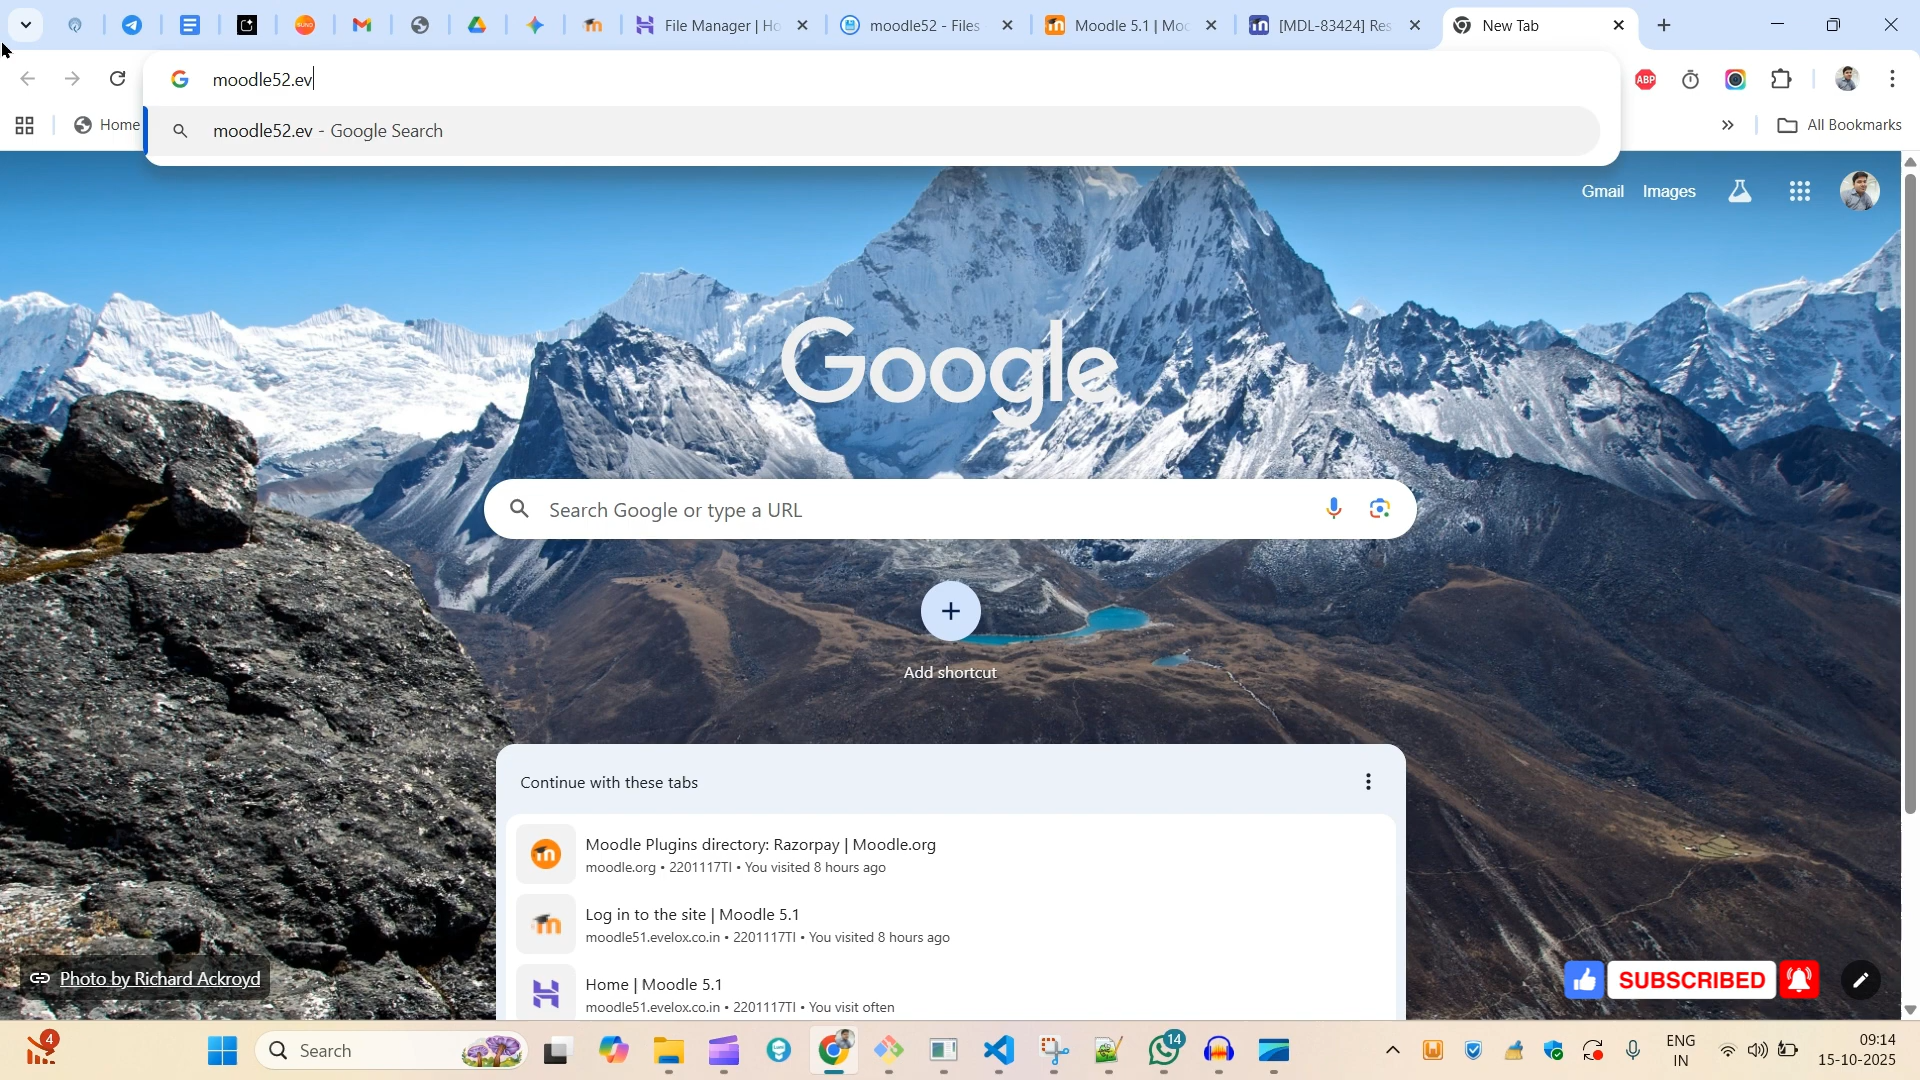 File Manager | Ho
moodle52 - Files
Moodle 5.1 | Moo
[MDL-83424] Res
New Tab
moodle52.ev
ABP
moodle52.ev - Google Search
Home
All Bookmarks
Gmail
Images
Google
Search Google or type a URL
Add shortcut
Continue with these tabs
Moodle Plugins directory: Razorpay | Moodle.org
moodle.org • 2201117TI • You visited 8 hours ago
Log in to the site | Moodle 5.1
moodle51.evelox.co.in • 2201117TI • You visited 8 hours ago
Home | Moodle 5.1
moodle51.evelox.co.in • 2201117TI • You visit often
Photo by Richard Ackroyd
SUBSCRIBED
4
Search
14
ENG
IN
09:14
15-10-2025